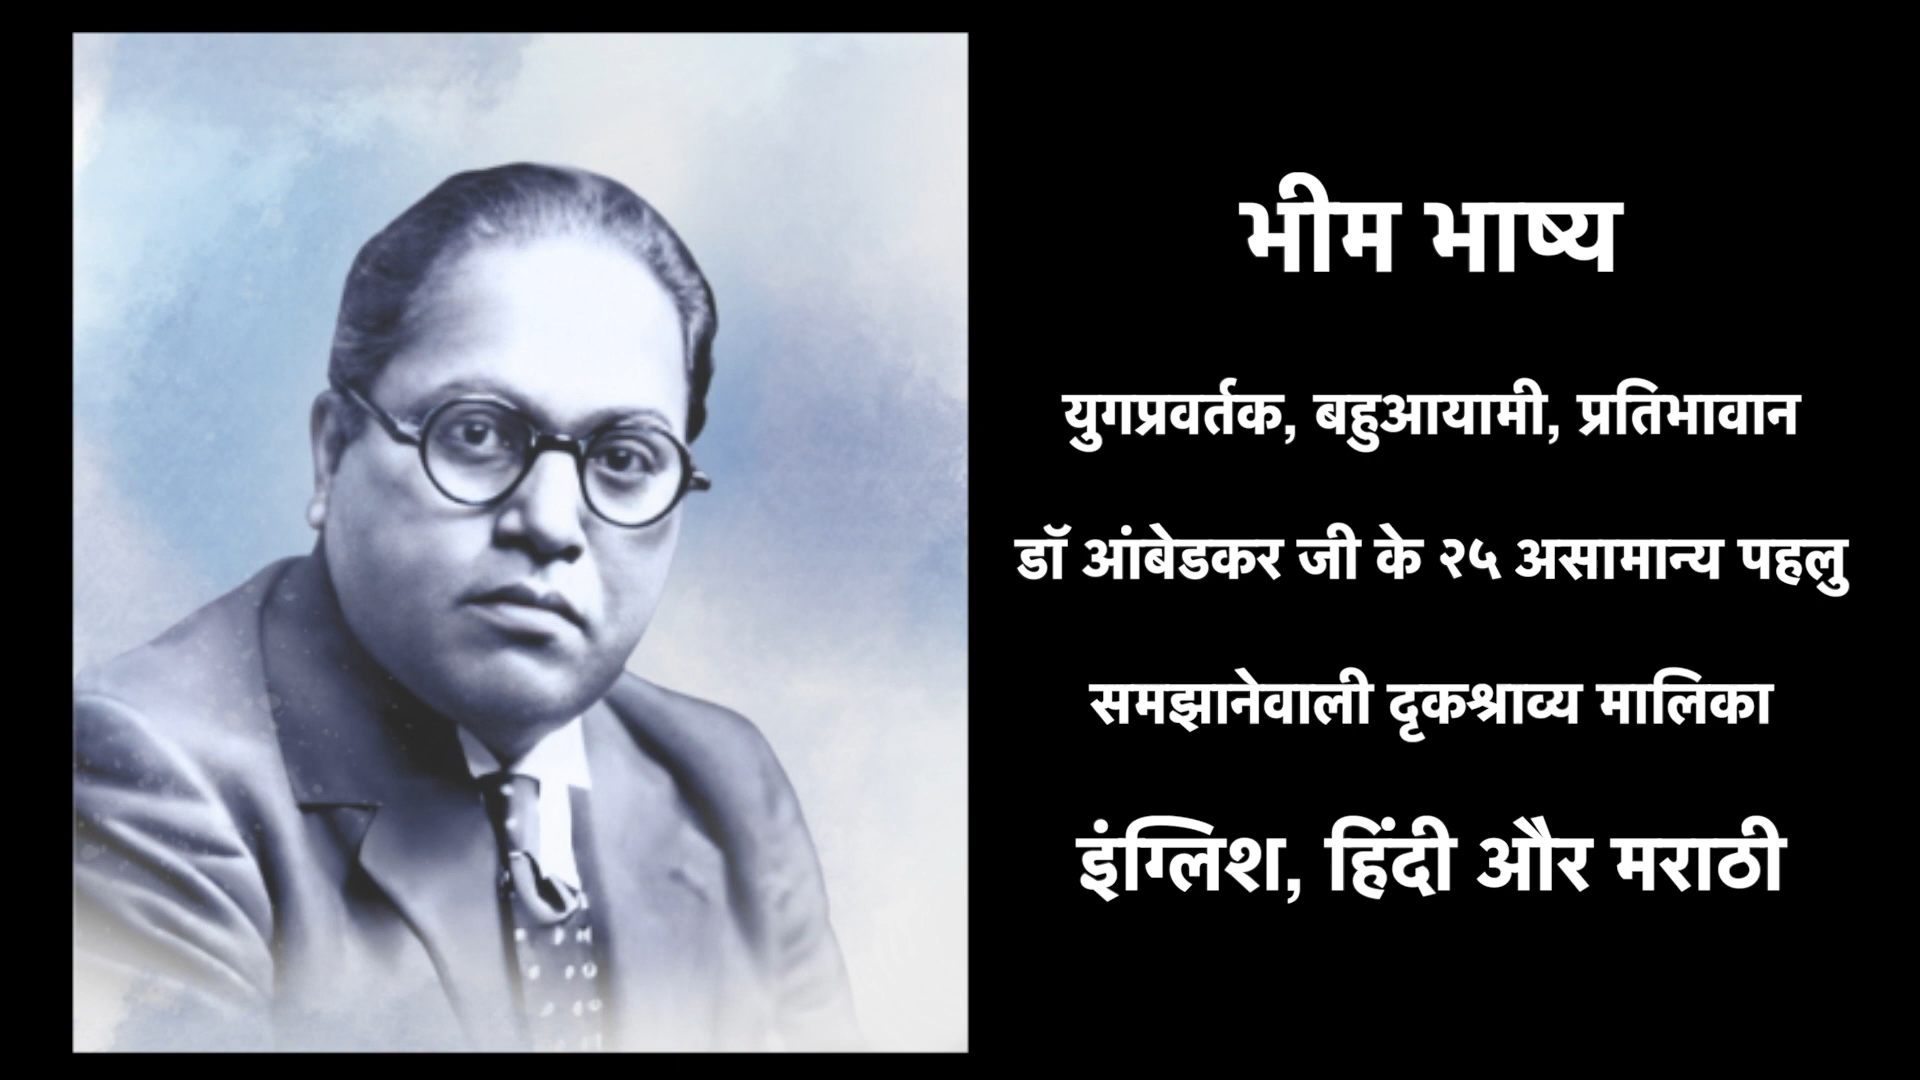 भीम भाष्य
युगप्रवर्तक, बहुआयामी, प्रतिभावान
डॉ आंबेडकर जी के २५ असामान्य पहलु
समझानेवाली दृकश्राव्य मालिका
इंग्लिश, हिंदी और मराठी